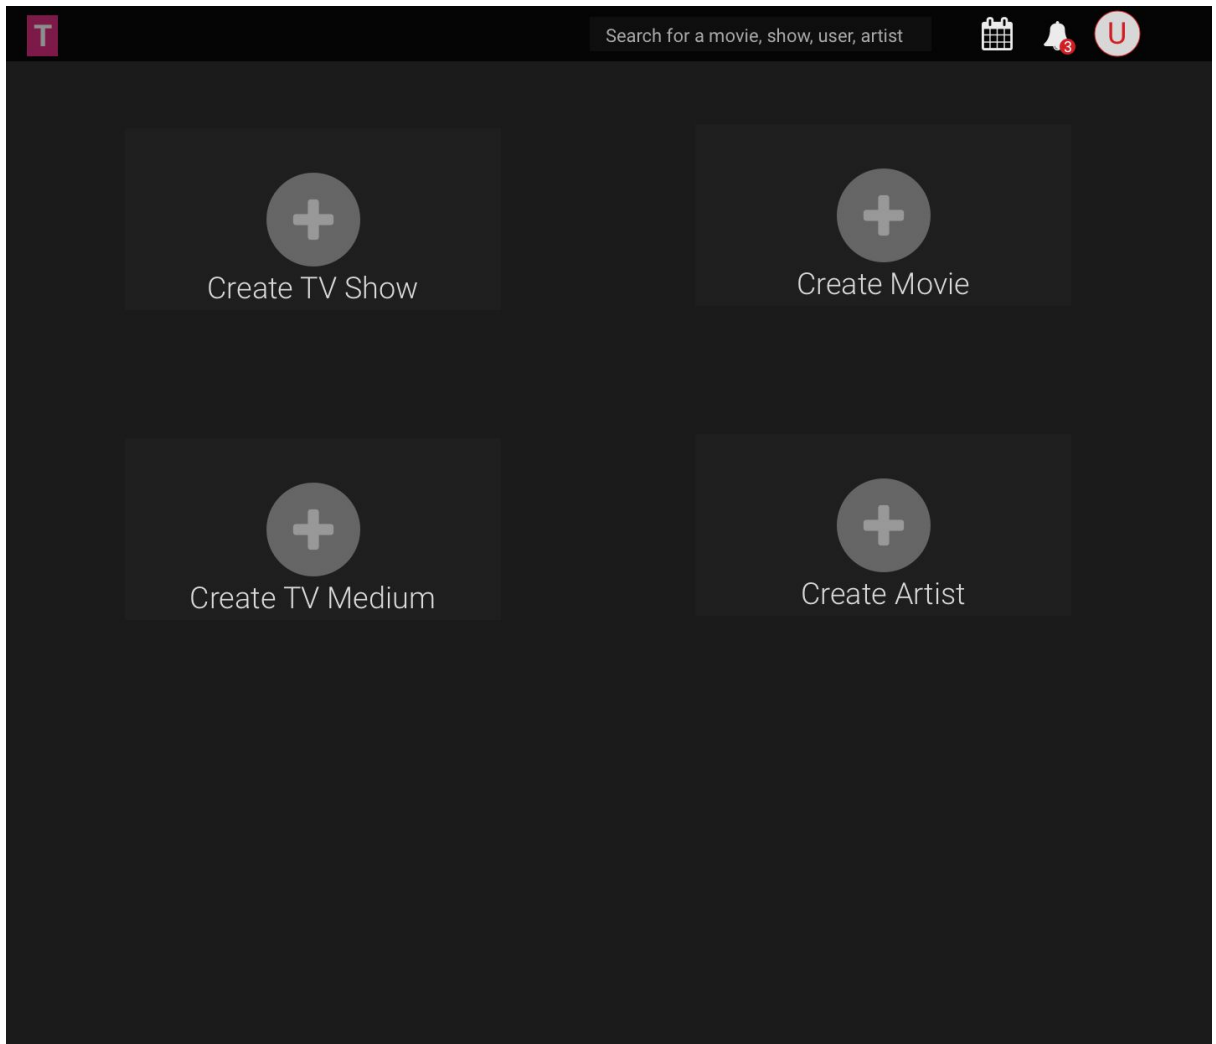 T
Search for a movie, show, user, artist
3
U
Create TV Show
Create Movie
Create TV Medium
Create Artist